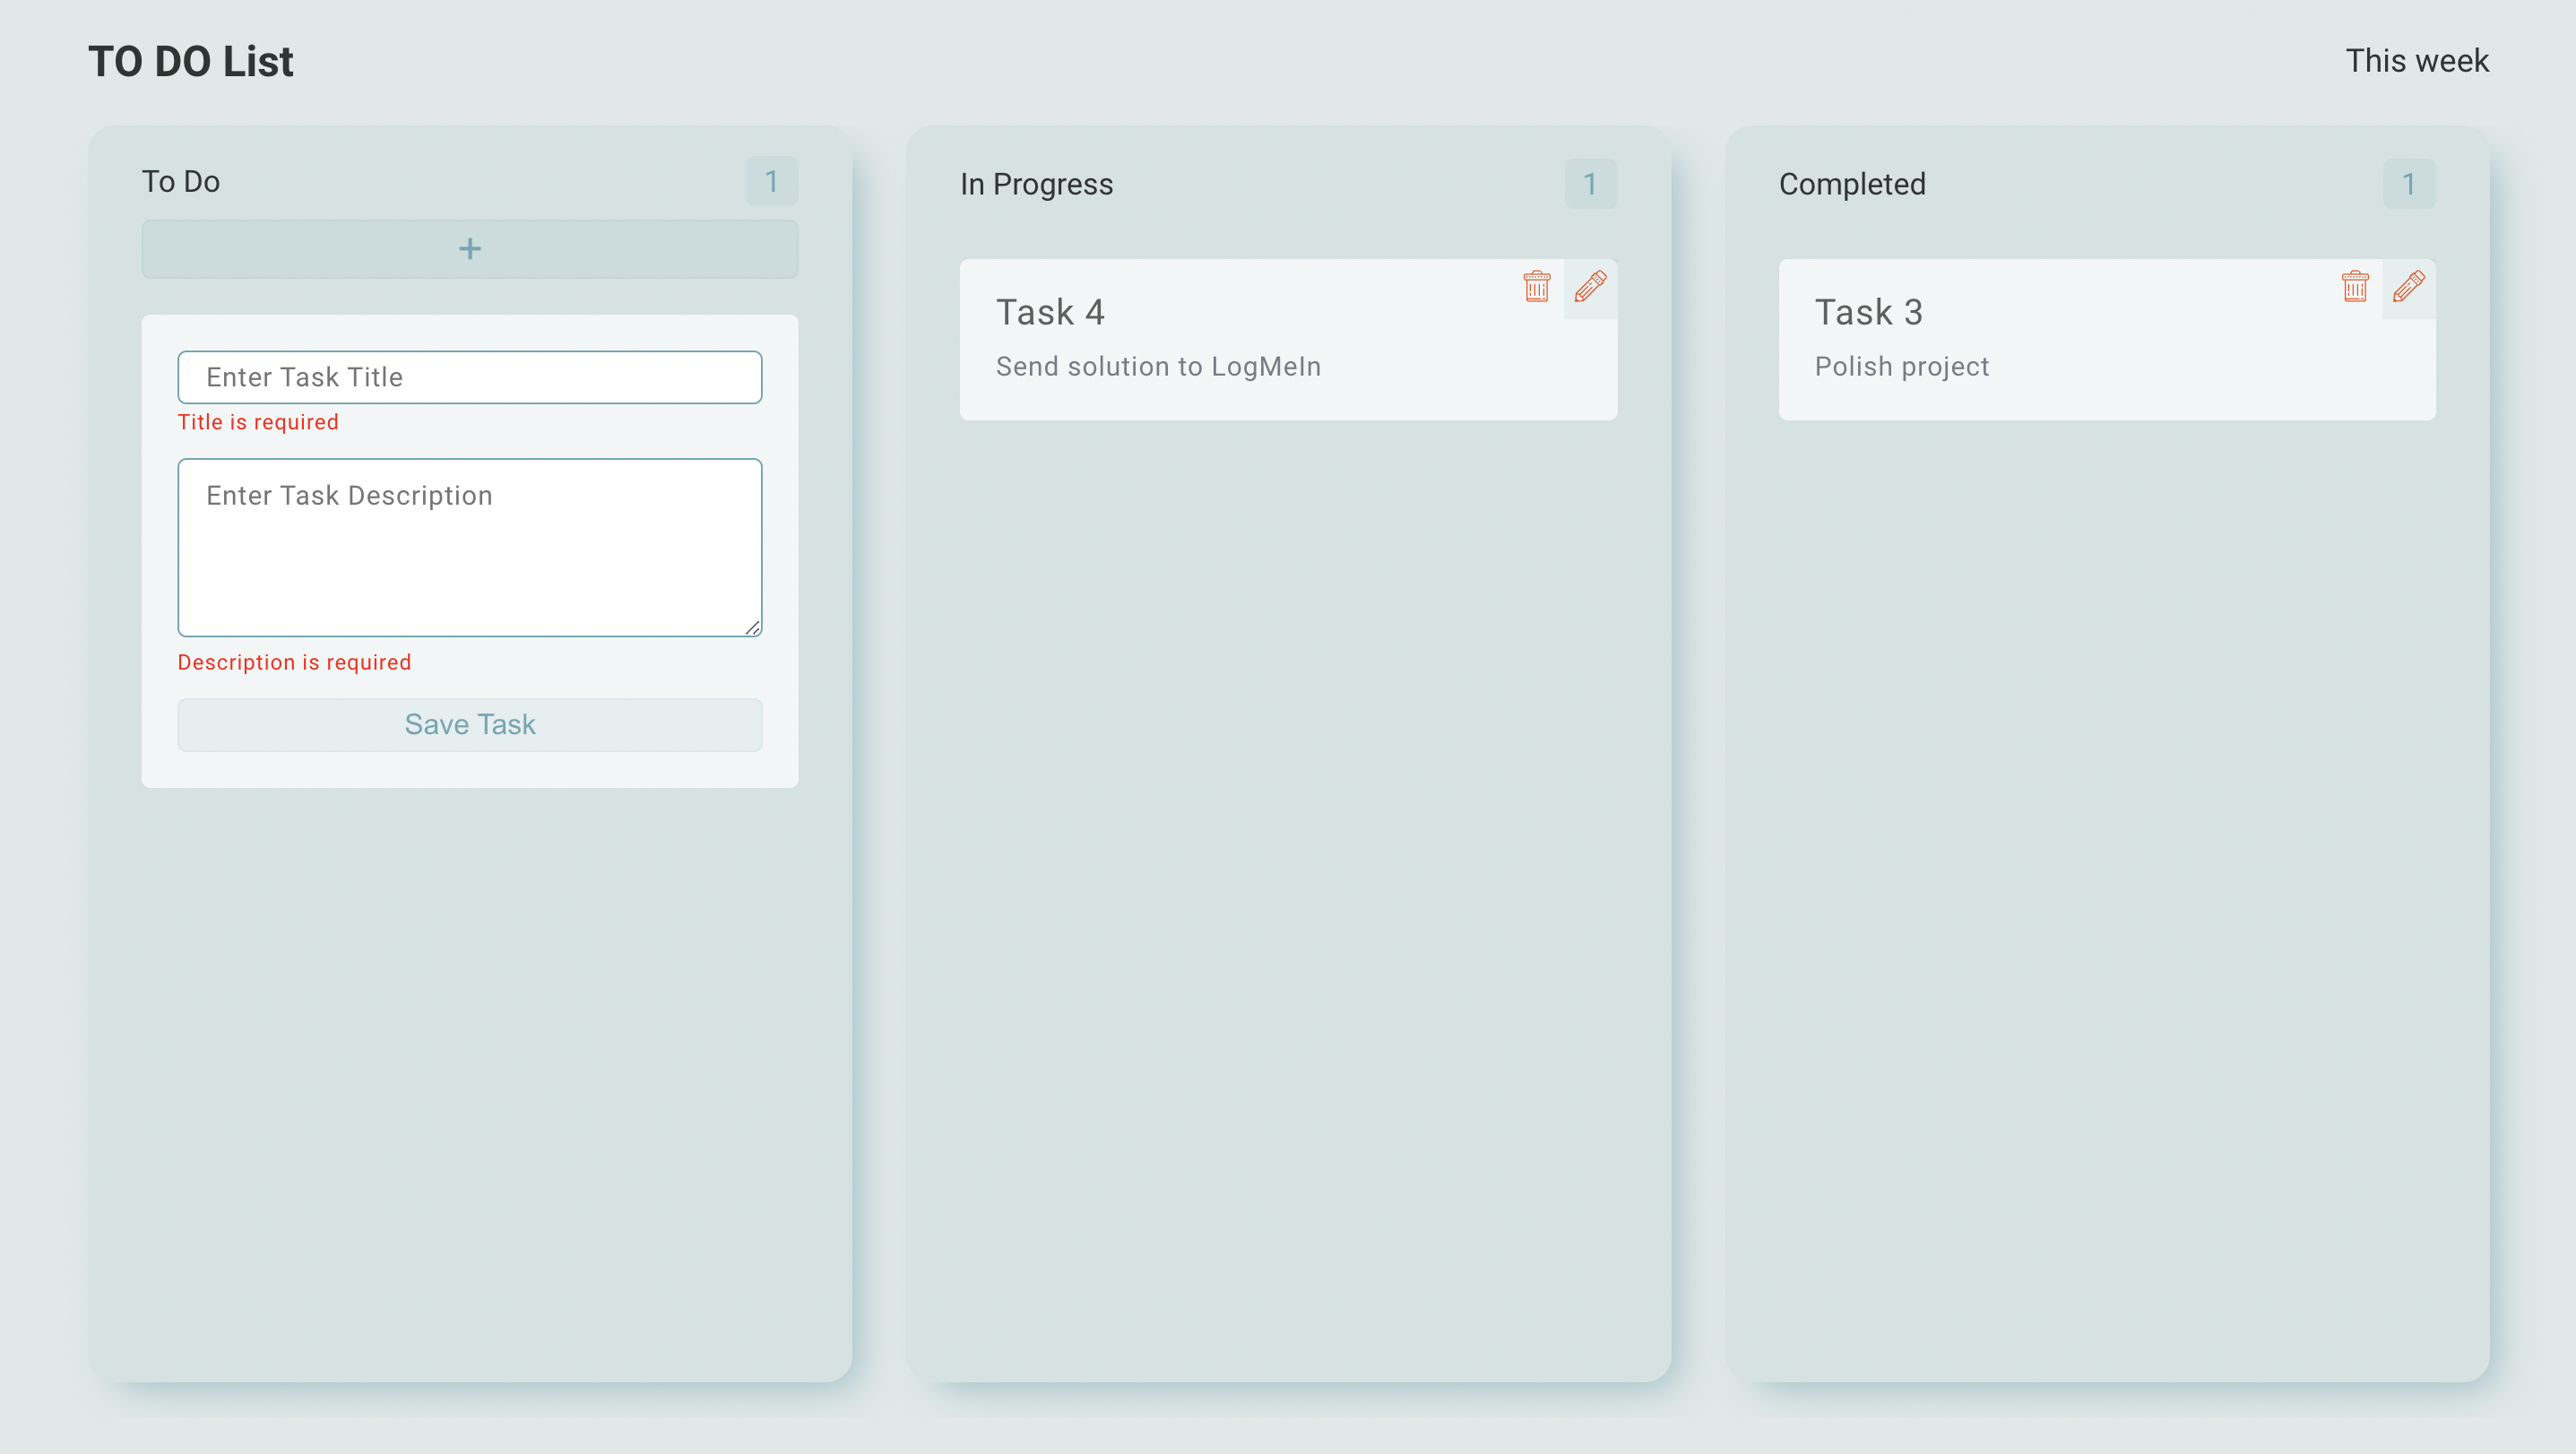 TO DO List
This week
To Do
1
+
Enter Task Title
Title is required
Enter Task Description
Description is required
Save Task
In Progress
1
Task 4
Send solution to LogMeIn
Completed
1
Task 3
Polish project